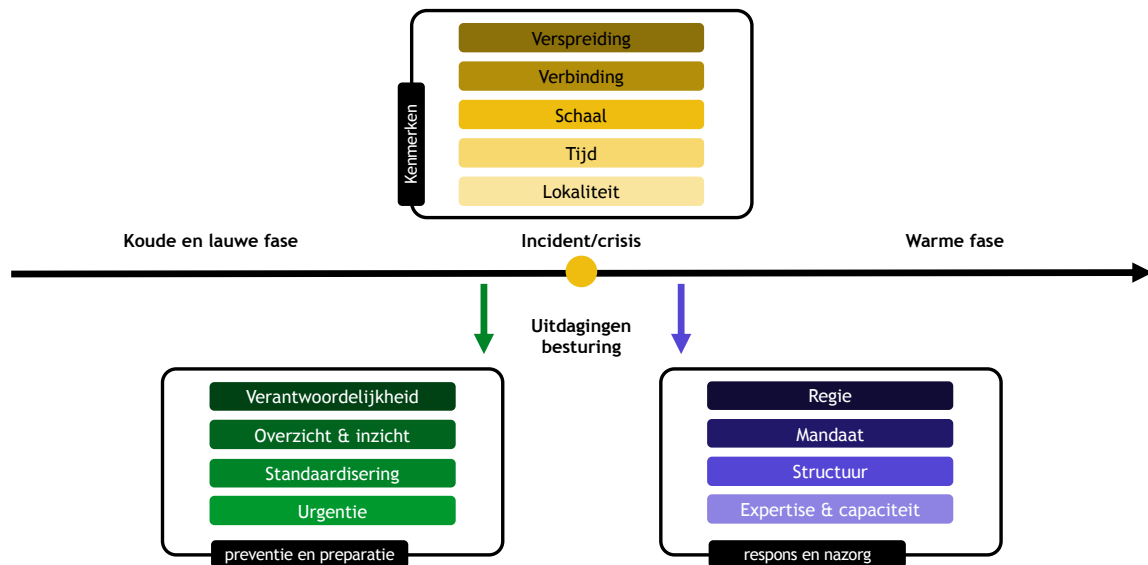 Kenmerken
Verspreiding
Verbinding
Schaal
Tijd
Lokaliteit
Koude en lauwe fase
Incident/crisis
Warme fase
Uitdagingen
besturing
Verantwoordelijkheid
Overzicht & inzicht
Standaardisering
Urgentie
preventie en preparatie
Regie
Mandaat
Structuur
Expertise & capaciteit
respons en nazorg